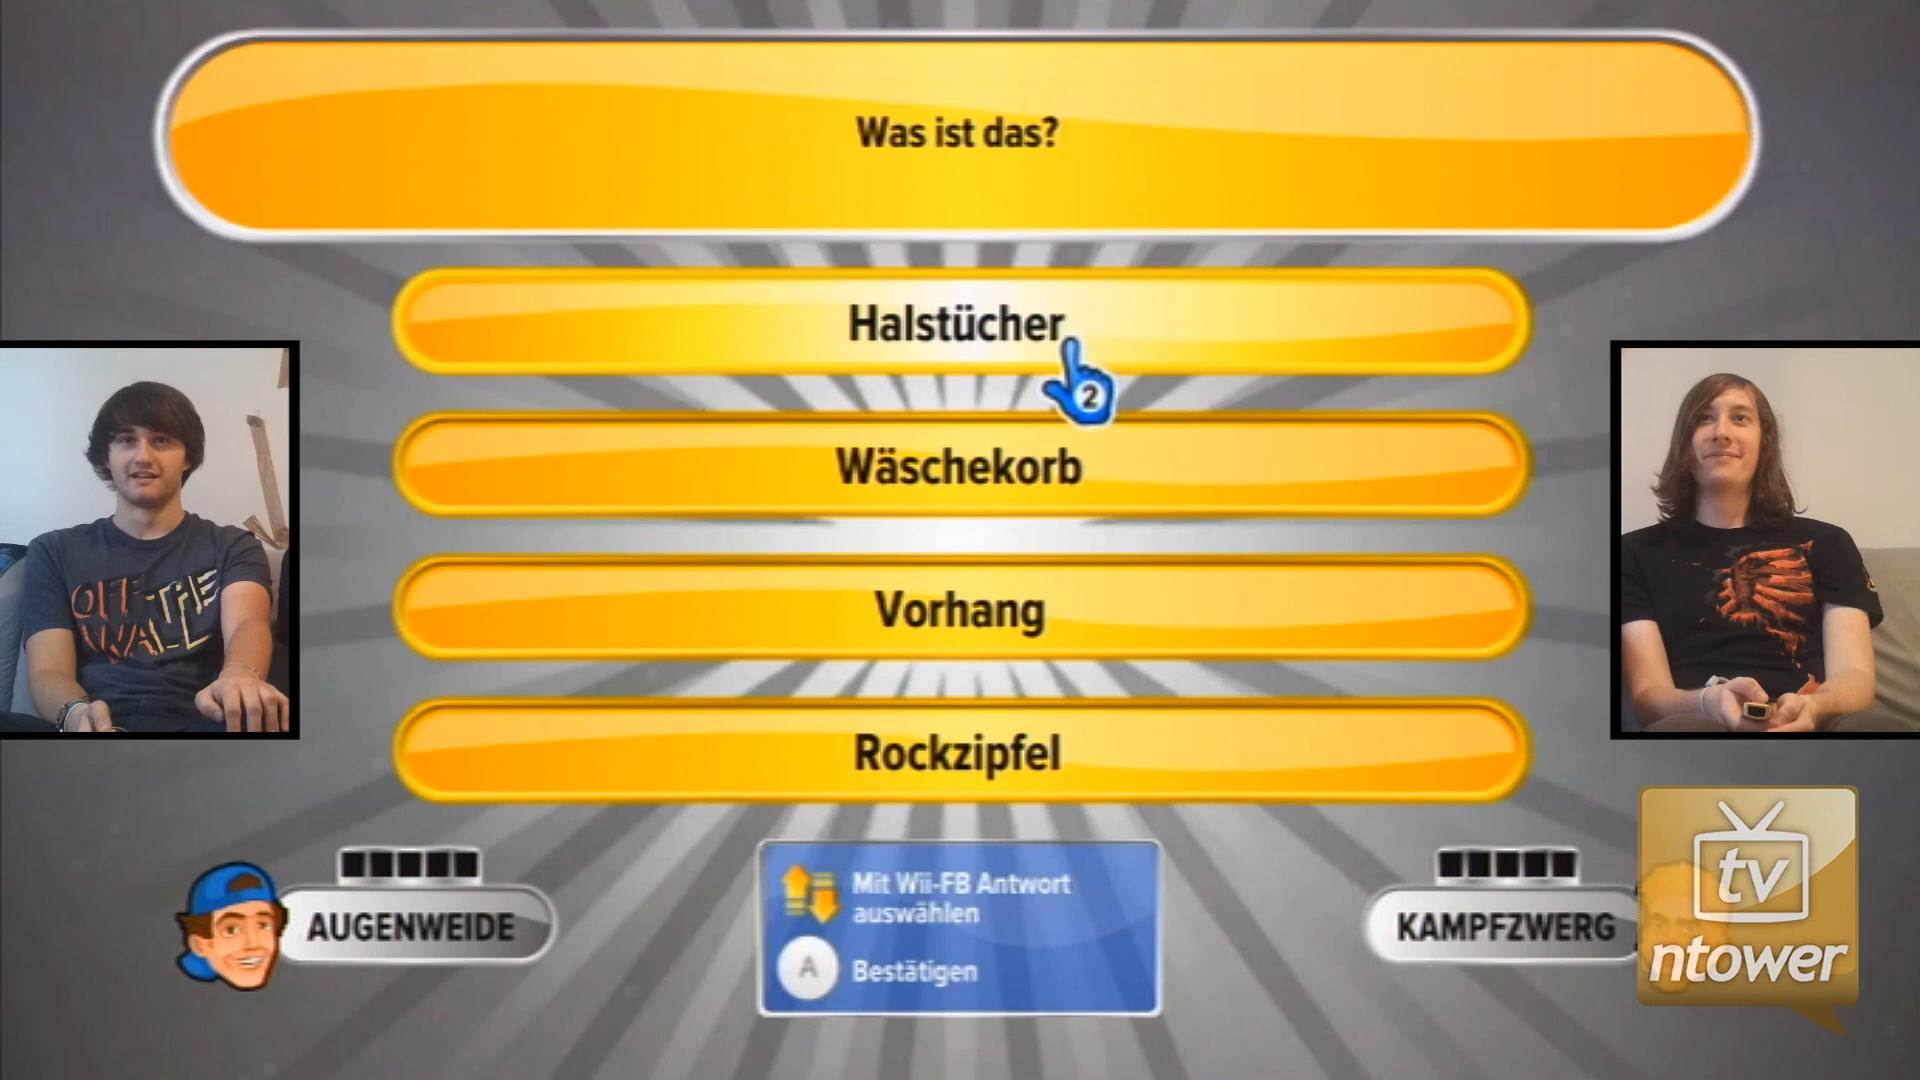 Was ist das?
Halstücher
2
Wäschekorb
Vorhang
OFF THE
WALL
Rockzipfel
Mit Wii-FB Antwort
auswählen
A Bestätigen
AUGENWEIDE
KAMPFZWERG
tv
ntower